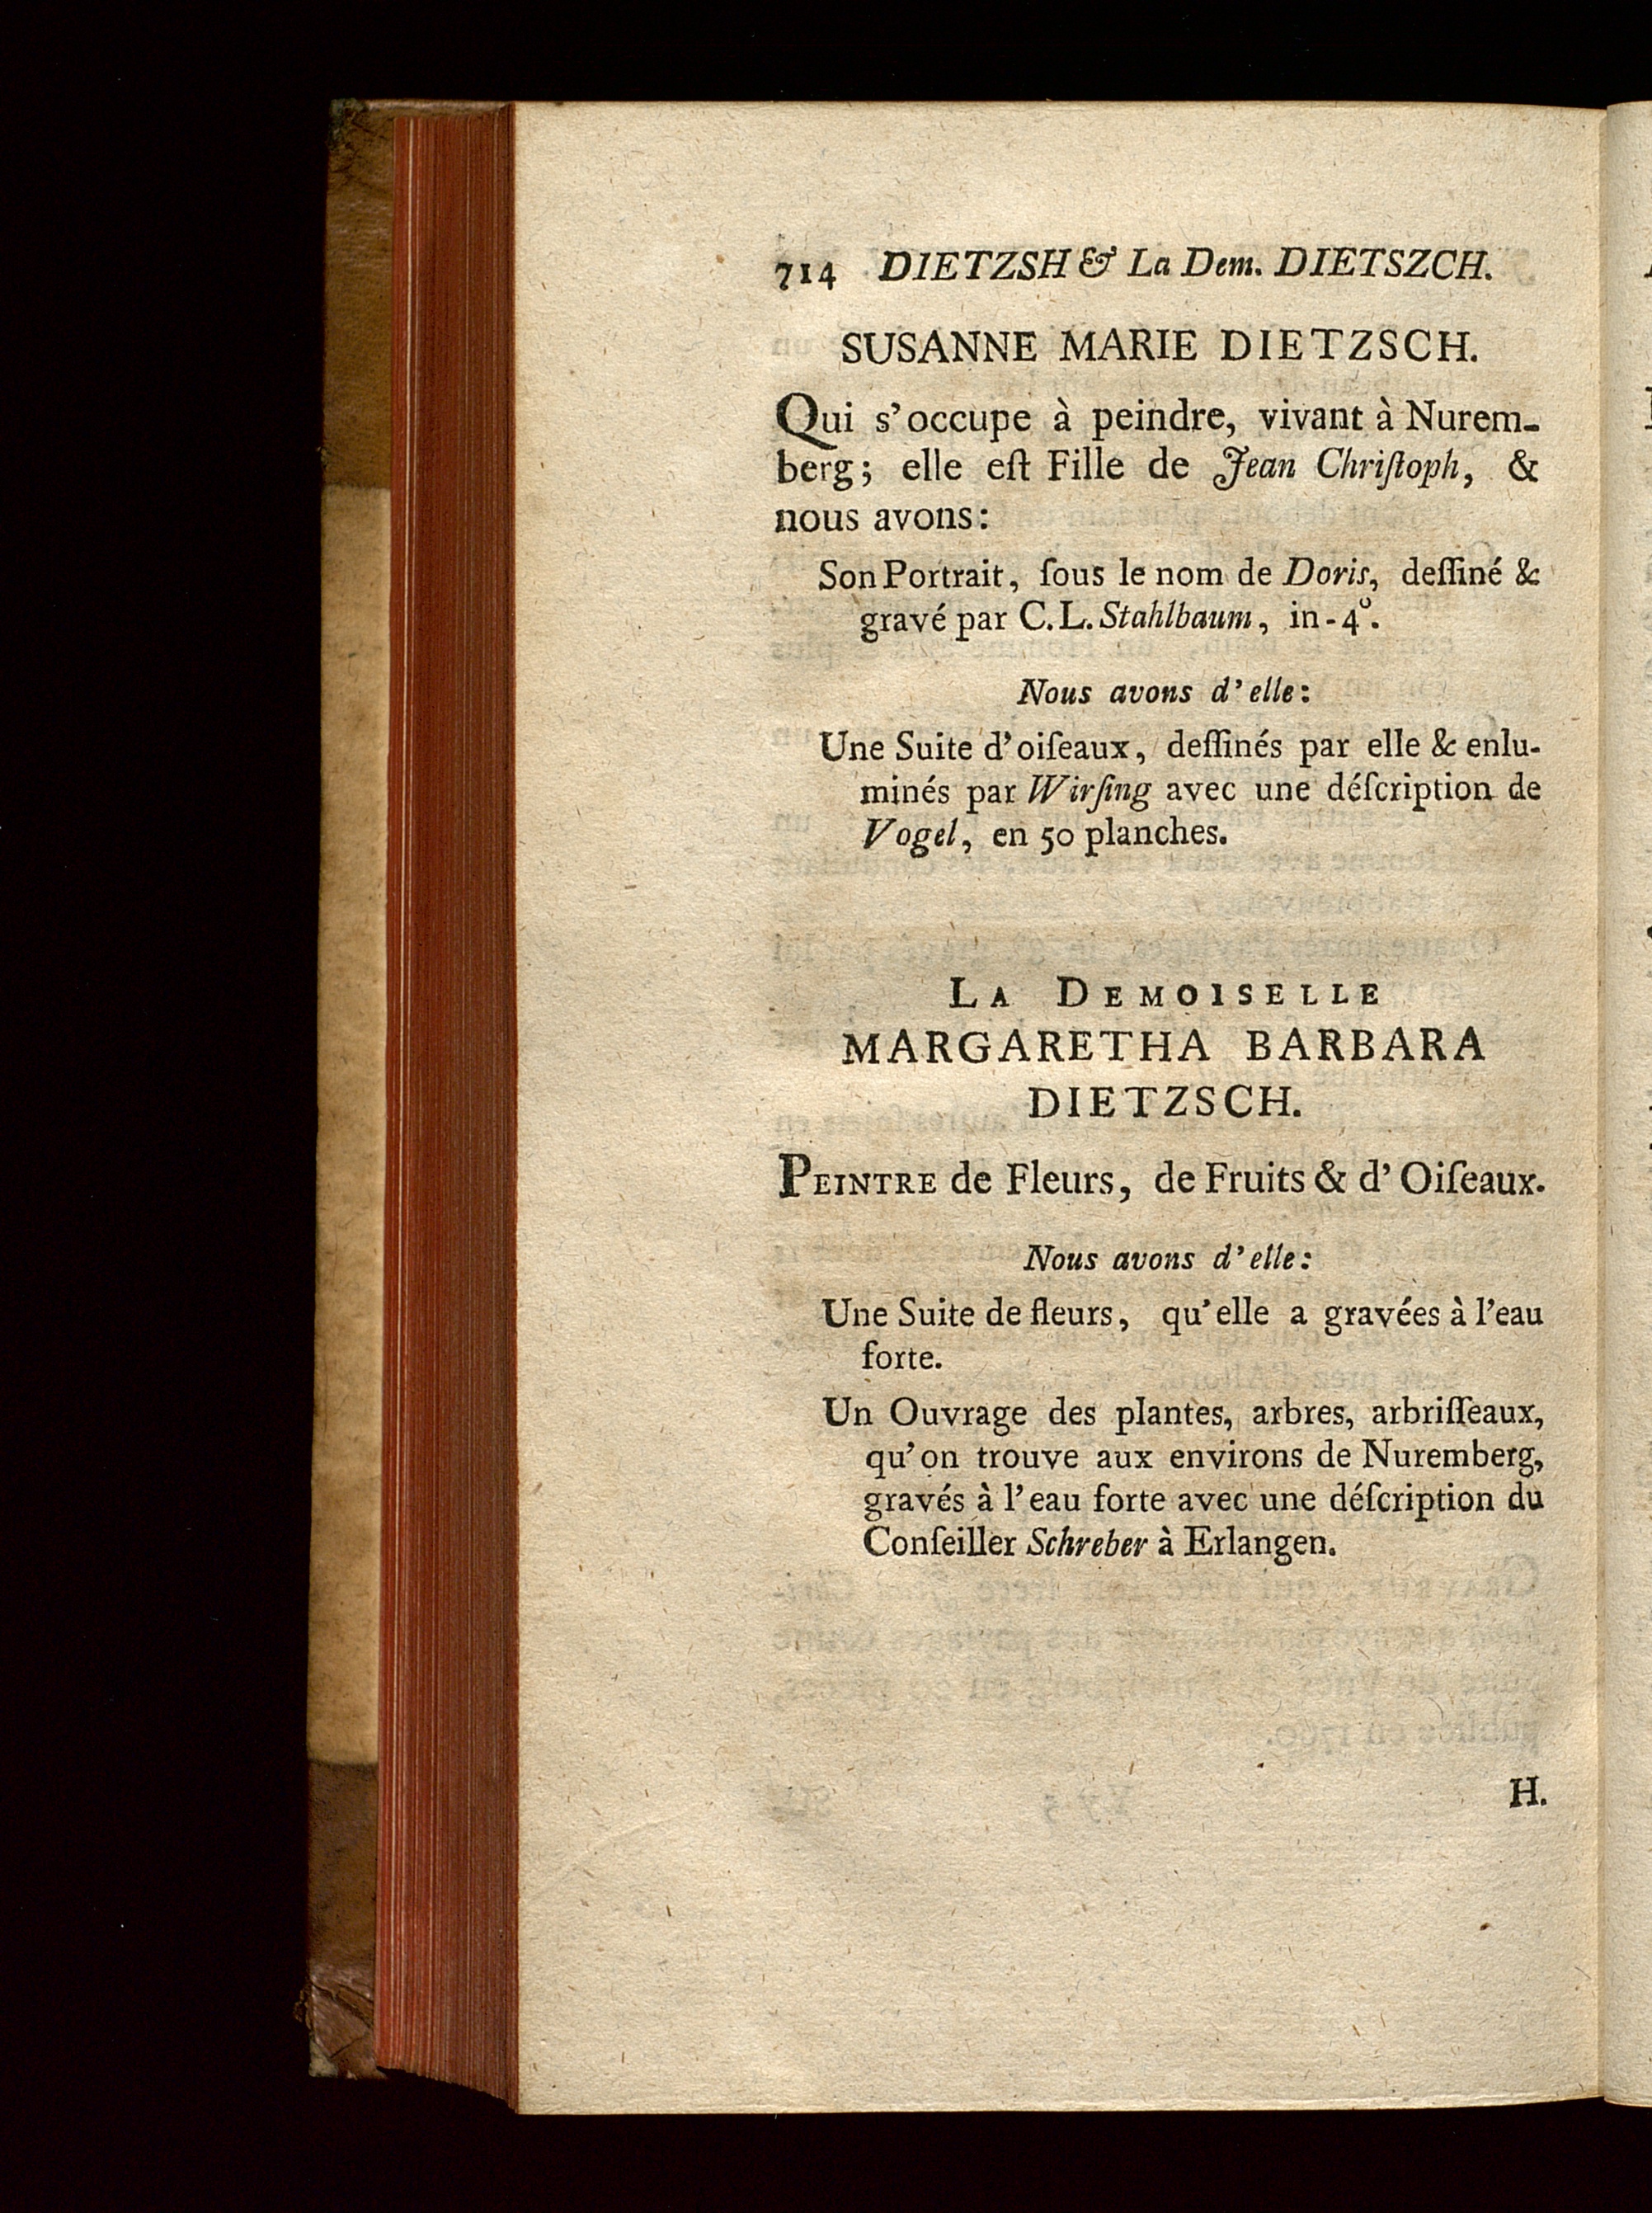 714 DIETZSH & La Dem. DIETSZCH.
SUSANNE MARIE DIETZSCH.
Qui s'occupe à peindre, vivant à Nurem-
berg; elle eſt Fille de Jean Chriſtoph, &
nous avons:
Son Portrait, ſous le nom de Doris, deſſiné &
gravé par C. L. Stahlbaum, in-4°.
Nous avons d'elle:
Une Suite d'oiſeaux, deſſinés par elle & enlu-
minés par Wirſing avec une déſcription de
Vogel, en 50 planches.
LA DEMOISELLE
MARGARETHA BARBARA
DIETZSCH.
PEINTRE de Fleurs, de Fruits & d'Oiſeaux.
Nous avons d'elle:
Une Suite de fleurs, qu'elle a gravées à l'eau
forte.
Un Ouvrage des plantes, arbres, arbriſſeaux,
qu'on trouve aux environs de Nuremberg,
gravés à l'eau forte avec une déſcription du
Conſeiller Schreber à Erlangen.
H.